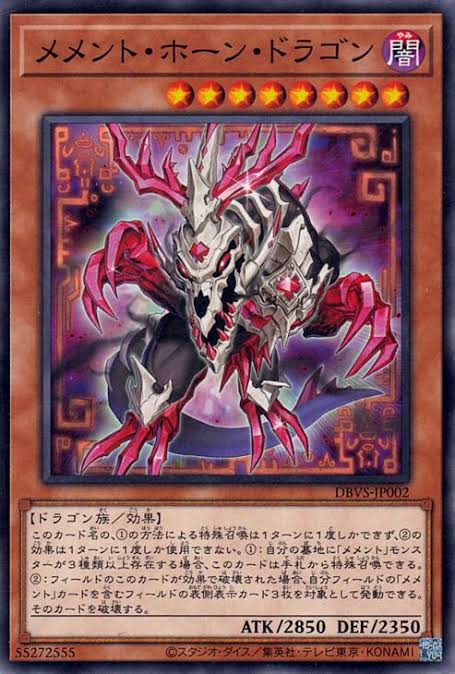 メメント・ホーン・ドラゴン
闇
やみ
DBVS-JP002
【ドラゴン族／効果】
このカード名の、①の方法による特殊召喚は１ターンに１度しかできず、②の
効果は１ターンに１度しか使用できない。①：自分の墓地に「メメント」モンス
ターが３種類以上存在する場合、このカードは手札から特殊召喚できる。
②：フィールドのこのカードが効果で破壊された場合、自分フィールドの「メメ
ント」カードを含むフィールドの表側表示カード３枚を対象として発動できる。
そのカードを破壊する。
ATK/2850 DEF/2350
55272555
©スタジオ・ダイス／集英社・テレビ東京・KONAMI